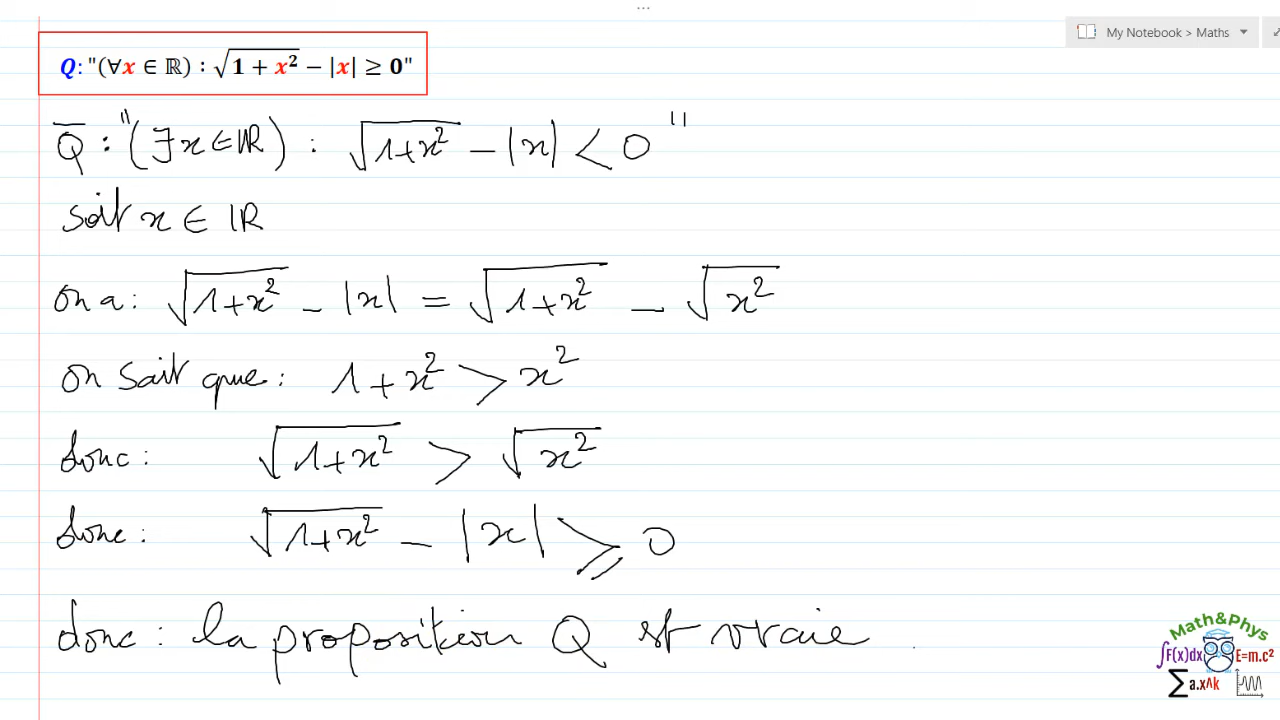 My Notebook > Maths
Q: "(∀x ∈ ℝ) : √(1 + x²) − |x| ≥ 0"
Q̅ : "(∃x∈ℝ) : √(1+x²) − |x| < 0"
soit x ∈ ℝ
on a : √(1+x²) − |x| = √(1+x²) − √(x²)
on sait que : 1 + x² > x²
donc : √(1+x²) > √(x²)
donc : √(1+x²) − |x| ⩾ 0
donc : la proposition Q est vraie
Math&Phys
∫F(x)dx E=m.c²
∑ a.x∧k